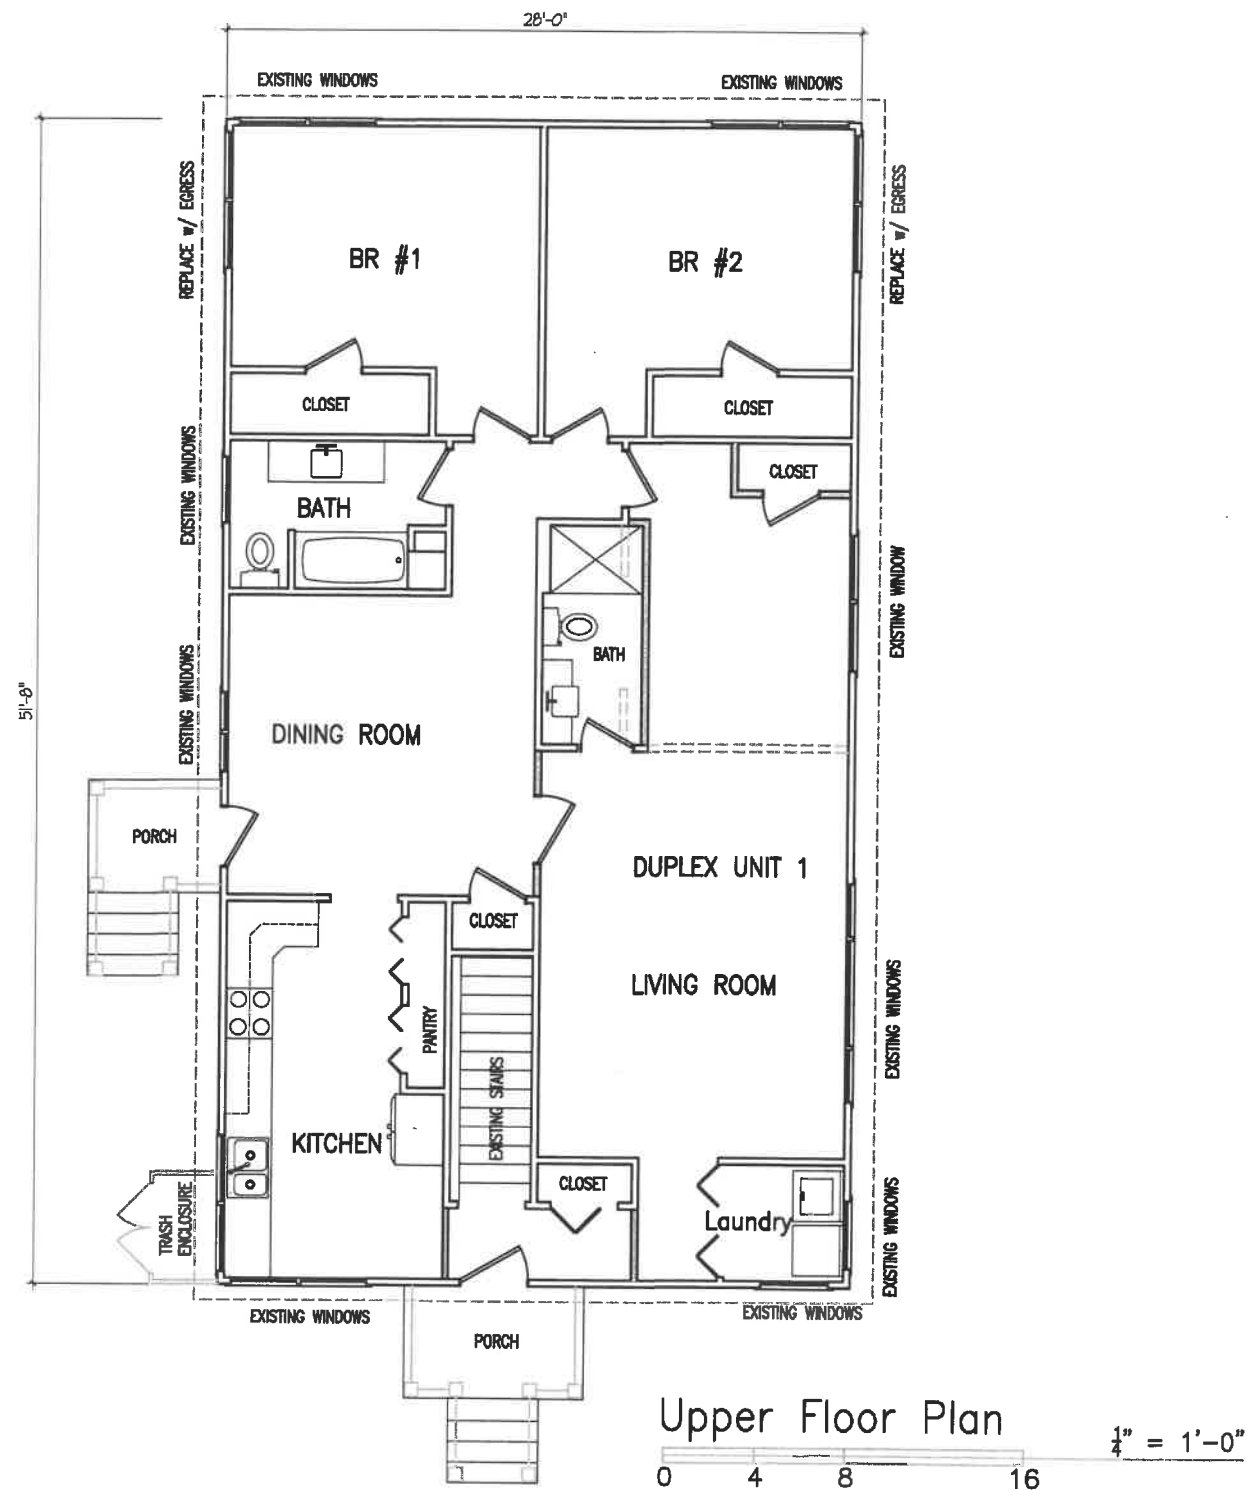 28'-0"
EXISTING WINDOWS
EXISTING WINDOWS
REPLACE w/ EGRESS
REPLACE w/ EGRESS
BR #1
BR #2
CLOSET
CLOSET
EXISTING WINDOWS
BATH
CLOSET
EXISTING WINDOW
51'-8"
EXISTING WINDOWS
BATH
DINING ROOM
PORCH
DUPLEX UNIT 1
CLOSET
LIVING ROOM
EXISTING WINDOWS
PANTRY
EXISTING STAIRS
KITCHEN
CLOSET
TRASH
ENCLOSURE
Laundry
EXISTING WINDOWS
EXISTING WINDOWS
EXISTING WINDOWS
PORCH
Upper Floor Plan
1/4" = 1'-0"
0 4 8 16